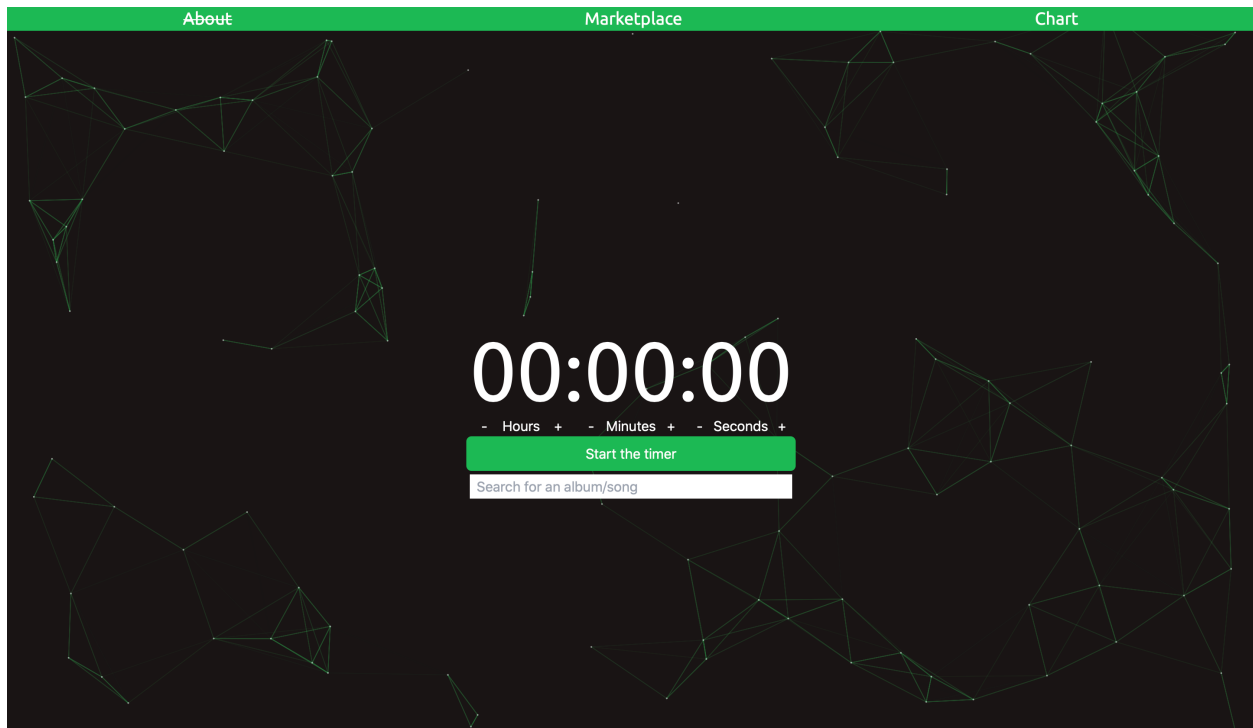 About Marketplace Chart
00:00:00
- Hours + - Minutes + - Seconds +
Start the timer
Search for an album/song